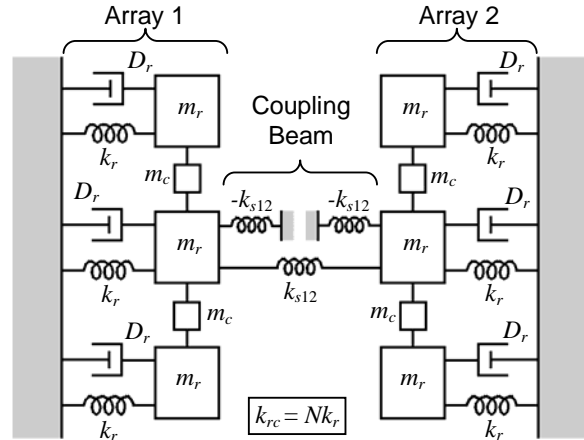 Array 1
Array 2
D_r
D_r
m_r
m_r
k_r
k_r
Coupling
Beam
m_c
m_c
D_r
D_r
-k_s12
-k_s12
m_r
m_r
k_r
k_r
k_s12
m_c
m_c
D_r
D_r
m_r
m_r
k_r
k_r
k_rc = Nk_r